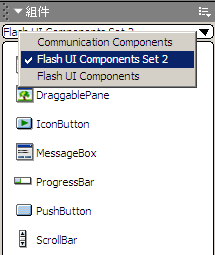 組件
Flash UI Components Set 2
Communication Components
Flash UI Components Set 2
Flash UI Components
DraggablePane
IconButton
MessageBox
ProgressBar
PushButton
ScrollBar